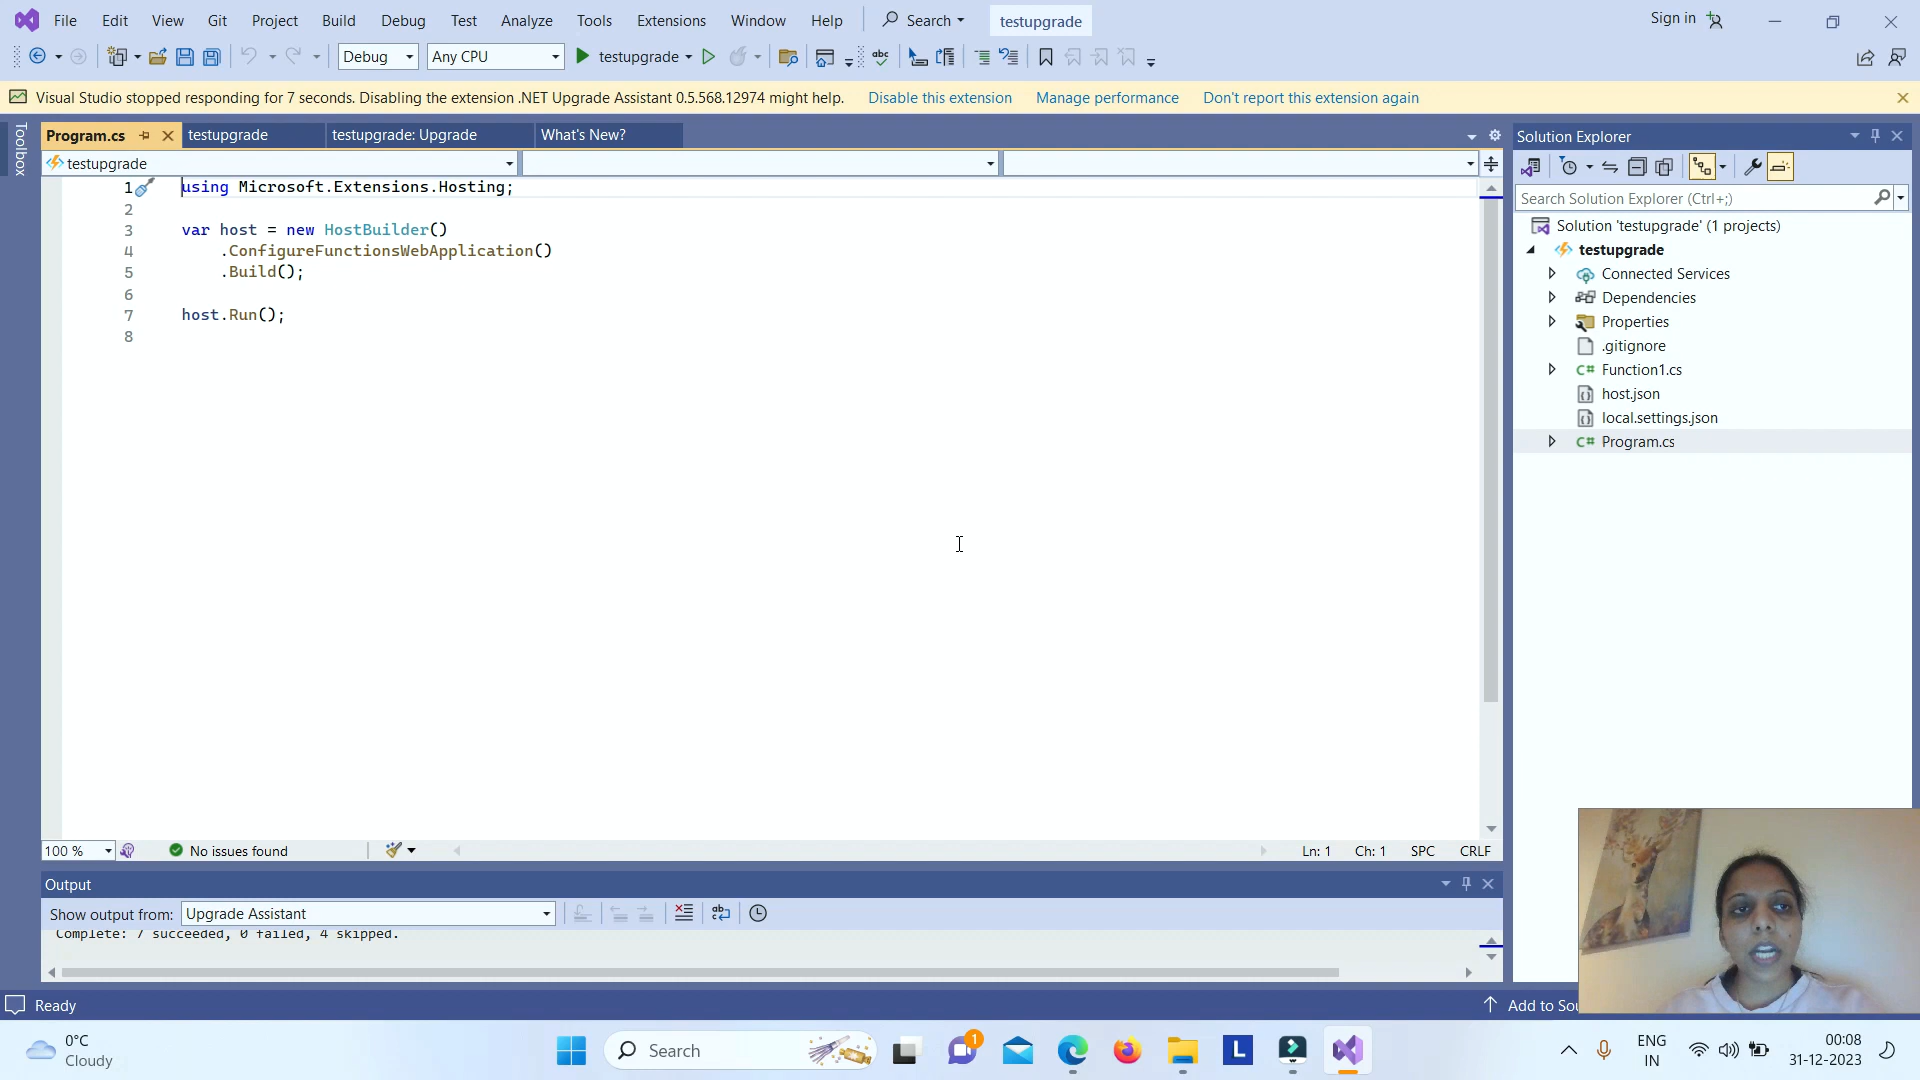 File Edit View Git Project Build Debug Test Analyze Tools Extensions Window Help Search testupgrade Sign in
Debug Any CPU testupgrade abc
Visual Studio stopped responding for 7 seconds. Disabling the extension .NET Upgrade Assistant 0.5.568.12974 might help. Disable this extension Manage performance Don't report this extension again
Toolbox
Program.cs testupgrade testupgrade: Upgrade What's New?
testupgrade
1 using Microsoft.Extensions.Hosting;
2
3 var host = new HostBuilder()
4 .ConfigureFunctionsWebApplication()
5 .Build();
6
7 host.Run();
8
100 % No issues found Ln: 1 Ch: 1 SPC CRLF
Output
Show output from: Upgrade Assistant
Complete: 7 succeeded, 0 failed, 4 skipped.
Solution Explorer
Search Solution Explorer (Ctrl+;)
Solution 'testupgrade' (1 projects)
testupgrade
Connected Services
Dependencies
Properties
.gitignore
C# Function1.cs
host.json
local.settings.json
C# Program.cs
Ready Add to Sou
0°C
Cloudy
Search
1
L
ENG
IN
00:08
31-12-2023